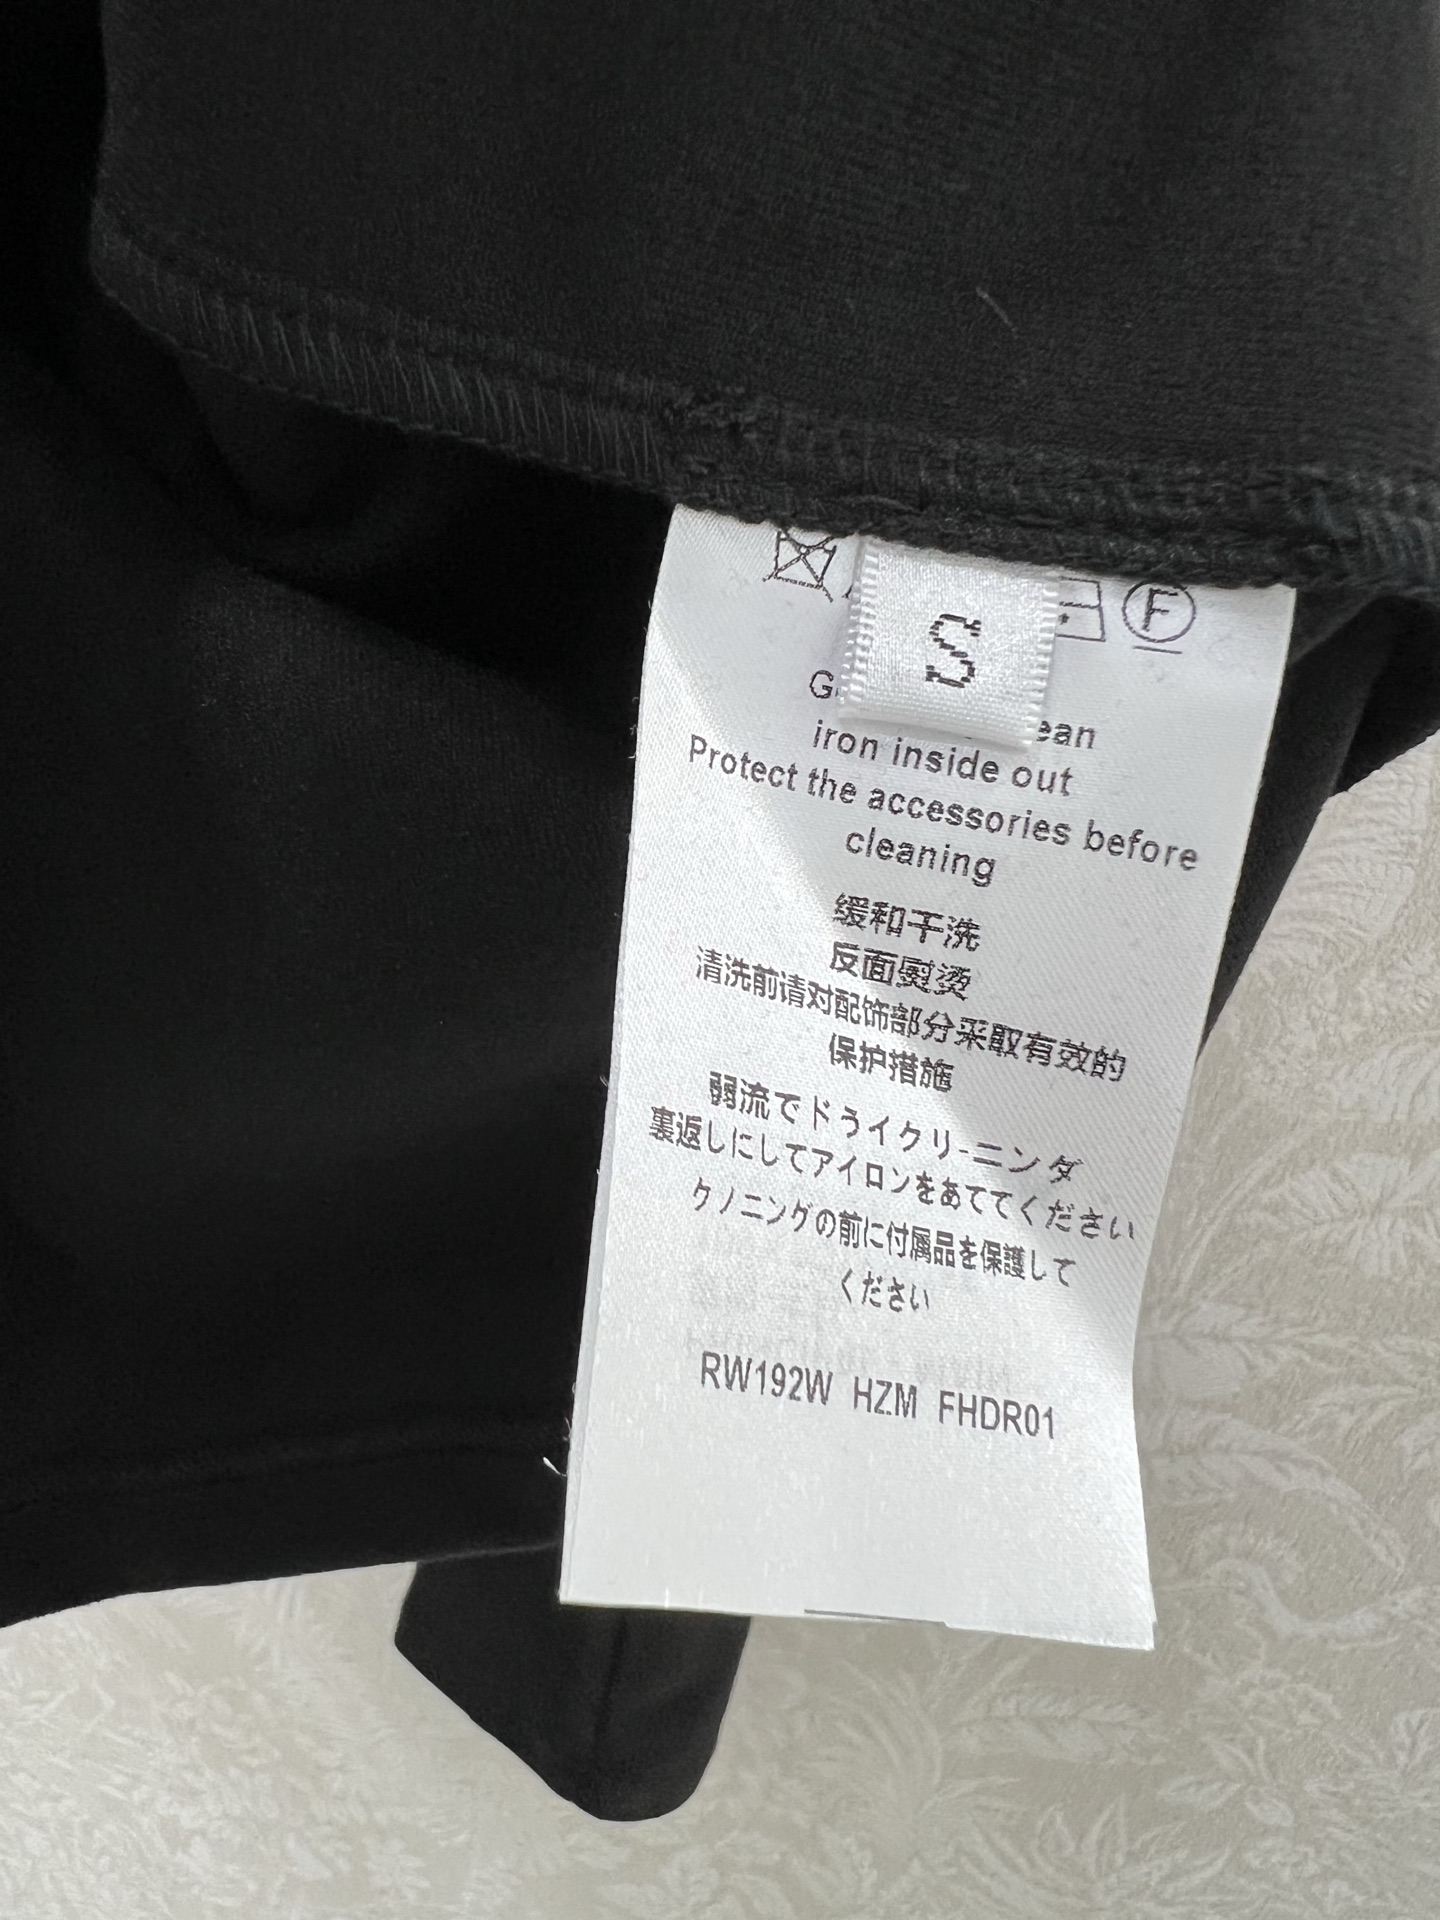 S
F
iron inside out
Protect the accessories before
cleaning
缓和干洗
反面熨烫
清洗前请对配饰部分采取有效的
保护措施
弱流でドうイクリ-ニンダ
裏返しにしてアイロンをあててください
クノニングの前に付属品を保護して
ください
RW192W HZM FHDR01